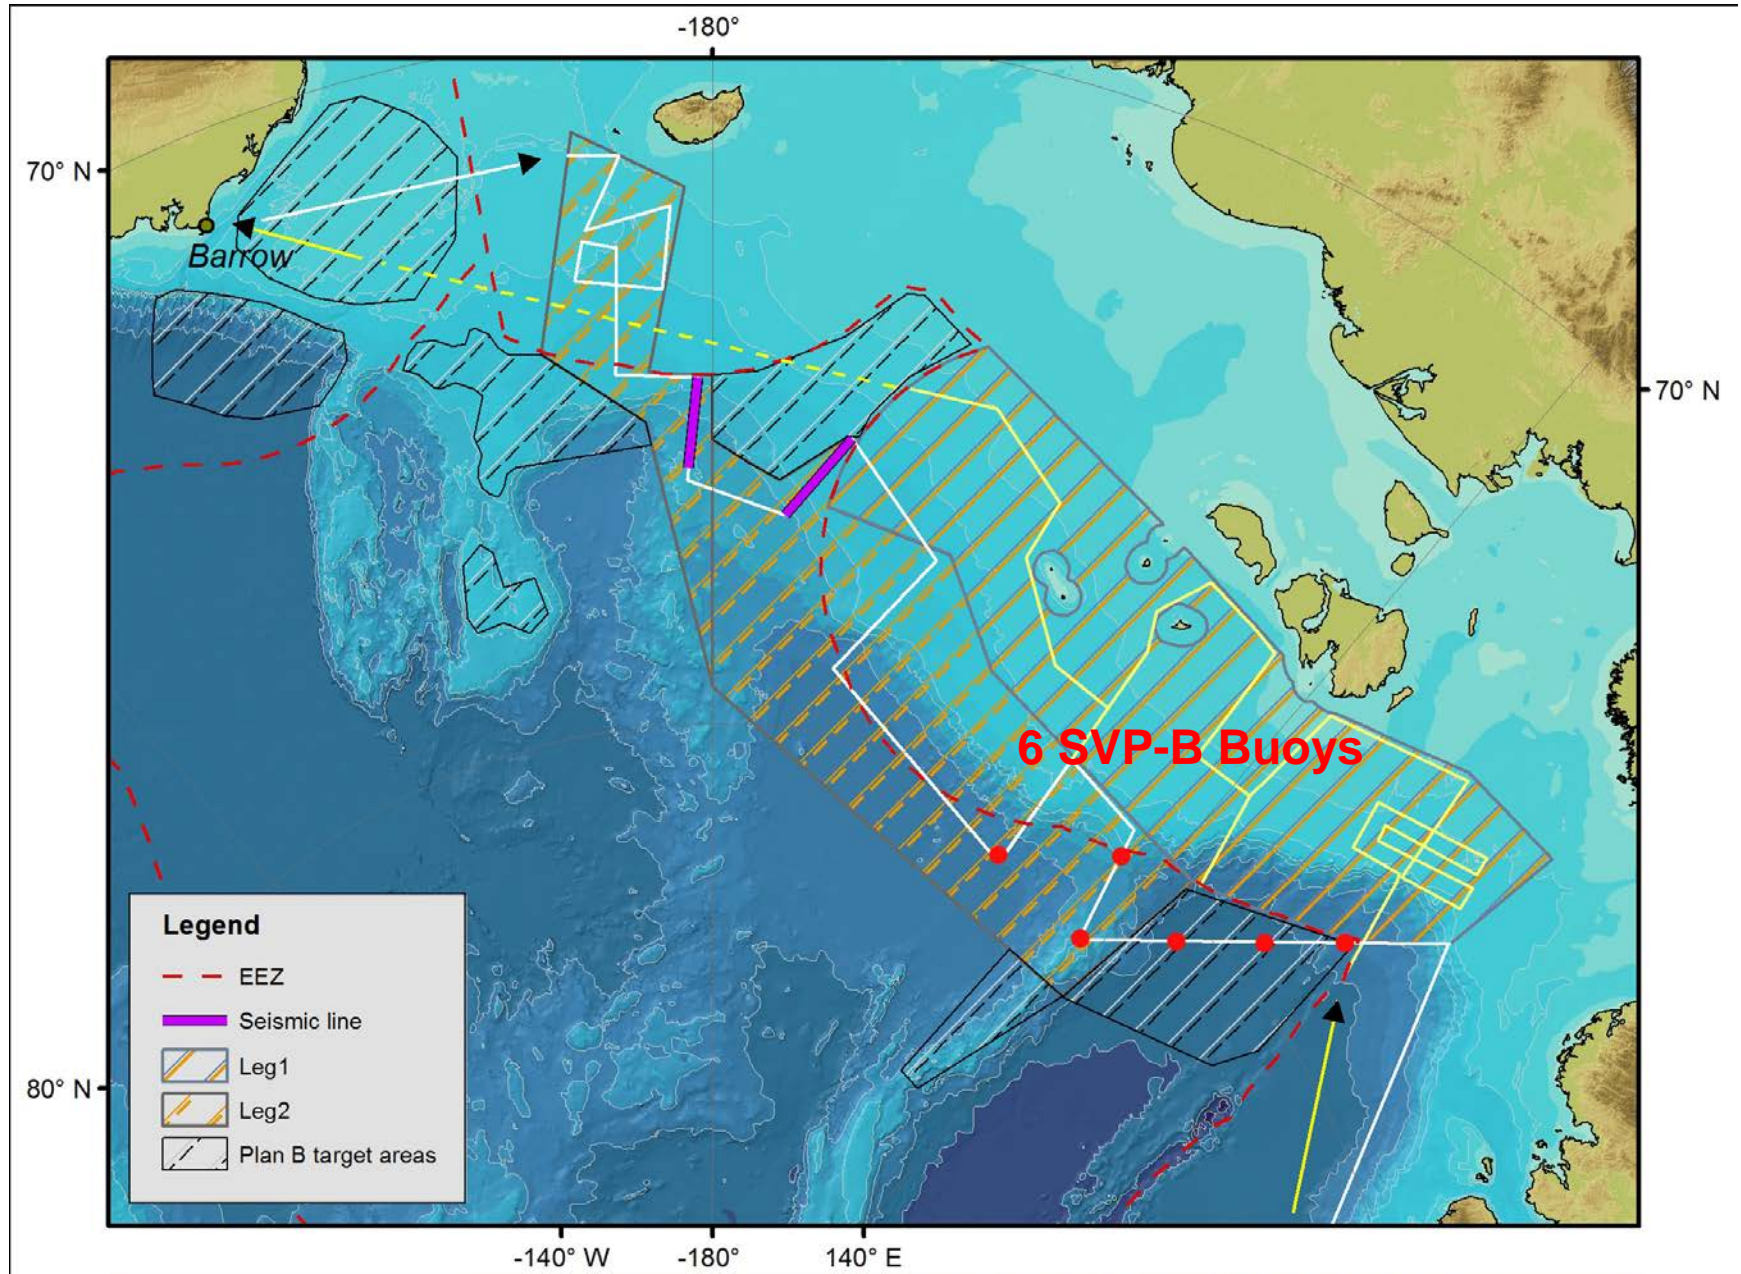 -180°
70° N
Barrow
70° N
6 SVP-B Buoys
Legend
EEZ
Seismic line
Leg1
Leg2
Plan B target areas
80° N
-140° W
-180°
140° E